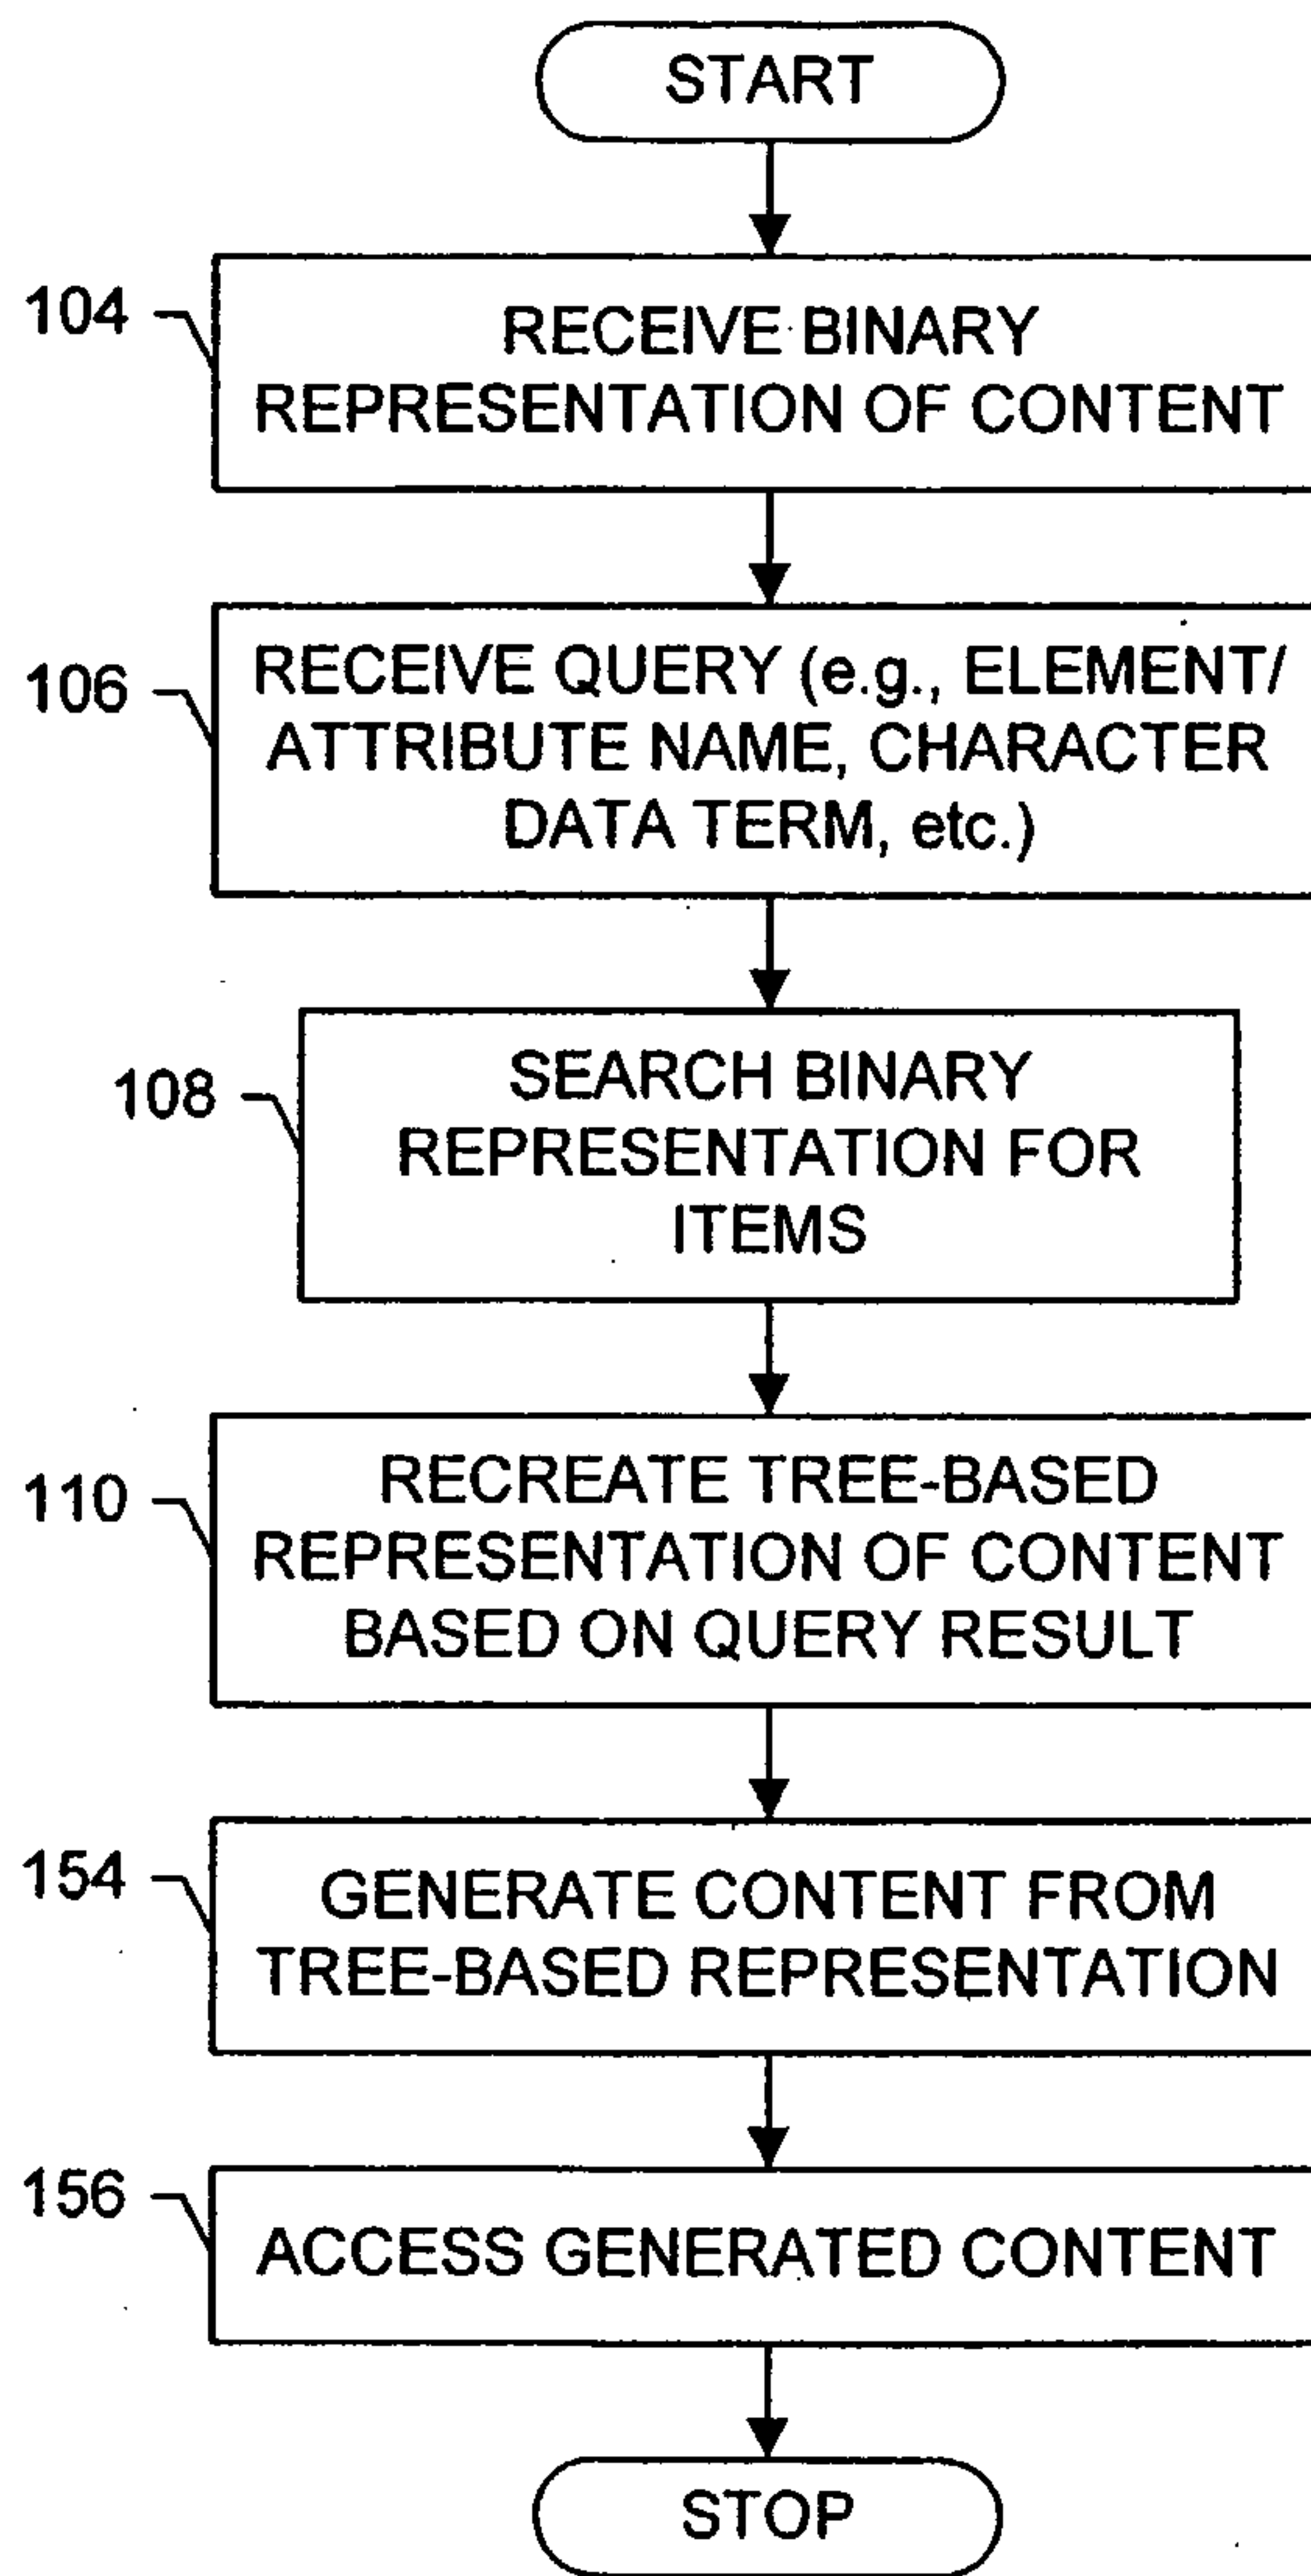 START
104
RECEIVE BINARY
REPRESENTATION OF CONTENT
106
RECEIVE QUERY (e.g., ELEMENT/
ATTRIBUTE NAME, CHARACTER
DATA TERM, etc.)
108
SEARCH BINARY
REPRESENTATION FOR
ITEMS
110
RECREATE TREE-BASED
REPRESENTATION OF CONTENT
BASED ON QUERY RESULT
154
GENERATE CONTENT FROM
TREE-BASED REPRESENTATION
156
ACCESS GENERATED CONTENT
STOP